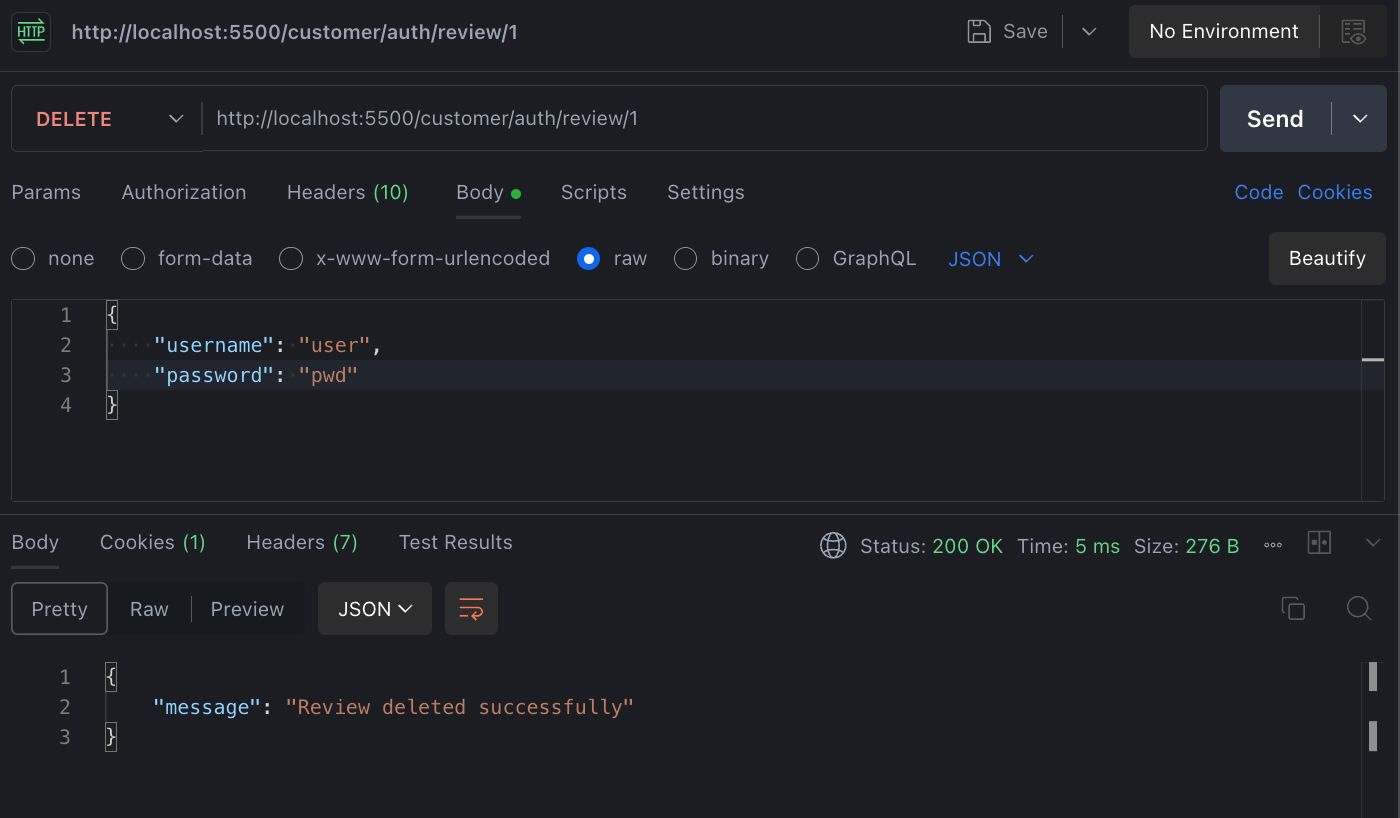 HTTP http://localhost:5500/customer/auth/review/1 Save No Environment
DELETE http://localhost:5500/customer/auth/review/1 Send
Params Authorization Headers (10) Body Scripts Settings Code Cookies
none form-data x-www-form-urlencoded raw binary GraphQL JSON Beautify
1 {
2 "username": "user",
3 "password": "pwd"
4 }
Body Cookies (1) Headers (7) Test Results Status: 200 OK Time: 5 ms Size: 276 B
Pretty Raw Preview JSON
1 {
2 "message": "Review deleted successfully"
3 }